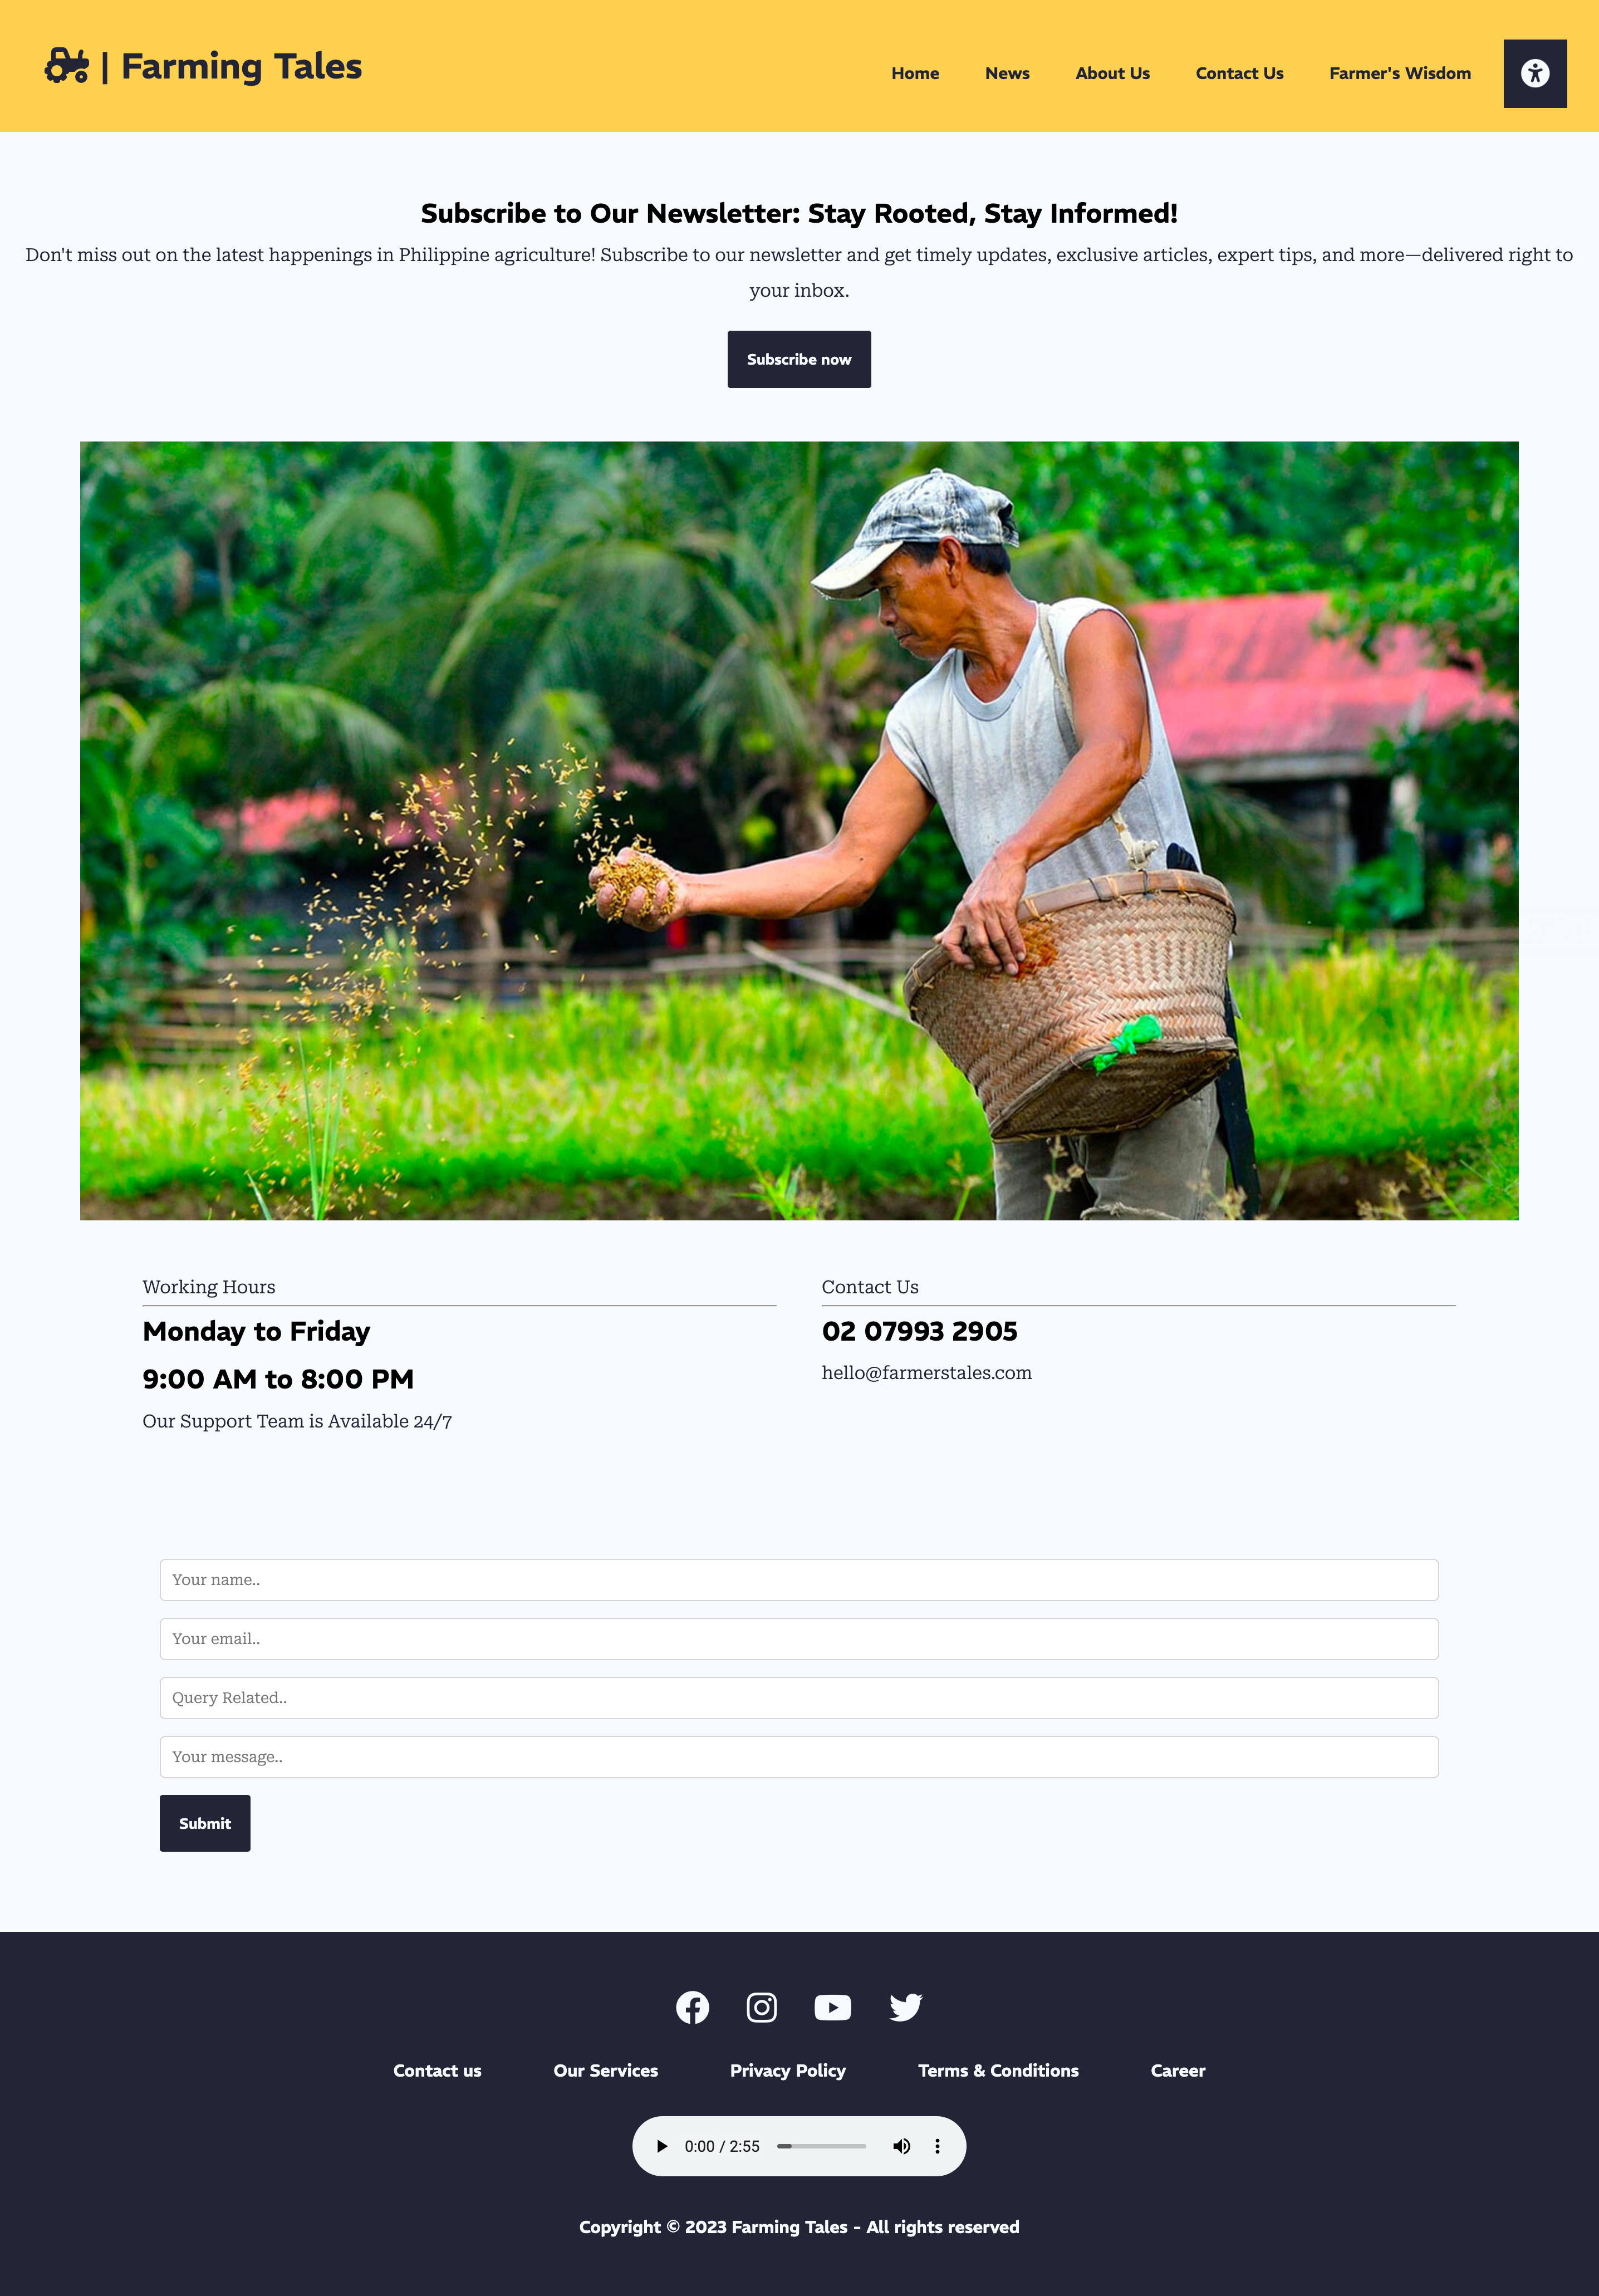 | Farming Tales
Home News About Us Contact Us Farmer's Wisdom
Subscribe to Our Newsletter: Stay Rooted, Stay Informed!
Don't miss out on the latest happenings in Philippine agriculture! Subscribe to our newsletter and get timely updates, exclusive articles, expert tips, and more—delivered right to
your inbox.
Subscribe now
Working Hours
Monday to Friday
9:00 AM to 8:00 PM
Our Support Team is Available 24/7
Contact Us
02 07993 2905
hello@farmerstales.com
Your name..
Your email..
Query Related..
Your message..
Submit
Contact us Our Services Privacy Policy Terms & Conditions Career
0:00 / 2:55
Copyright © 2023 Farming Tales - All rights reserved